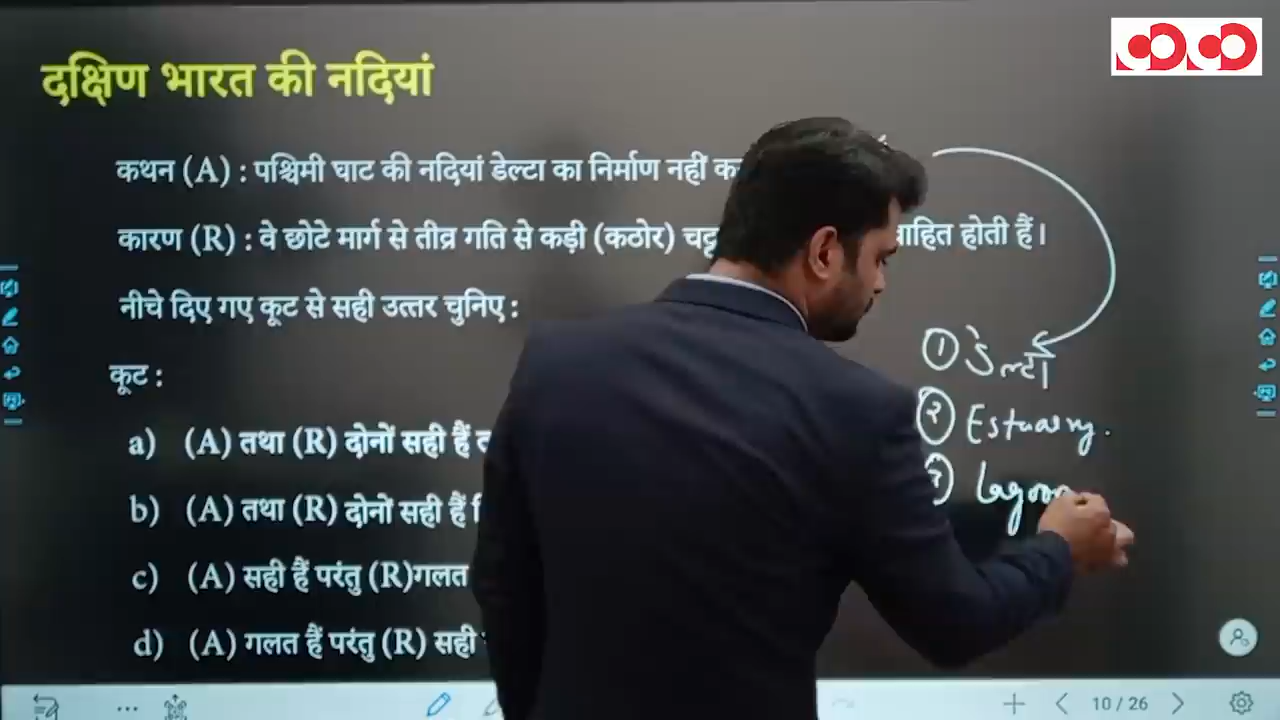 दक्षिण भारत की नदियां
कथन (A) : पश्चिमी घाट की नदियां डेल्टा का निर्माण नहीं
कारण (R) : वे छोटे मार्ग से तीव्र गति से कड़ी (कठोर) होती हैं।
नीचे दिए गए कूट से सही उत्तर चुनिए :
कूट :
a) (A) तथा (R) दोनों सही हैं
b) (A) तथा (R) दोनों सही हैं
c) (A) सही हैं परंतु (R)गलत
d) (A) गलत हैं परंतु (R) सही
① डेल्टा
② Estuary.
10 / 26